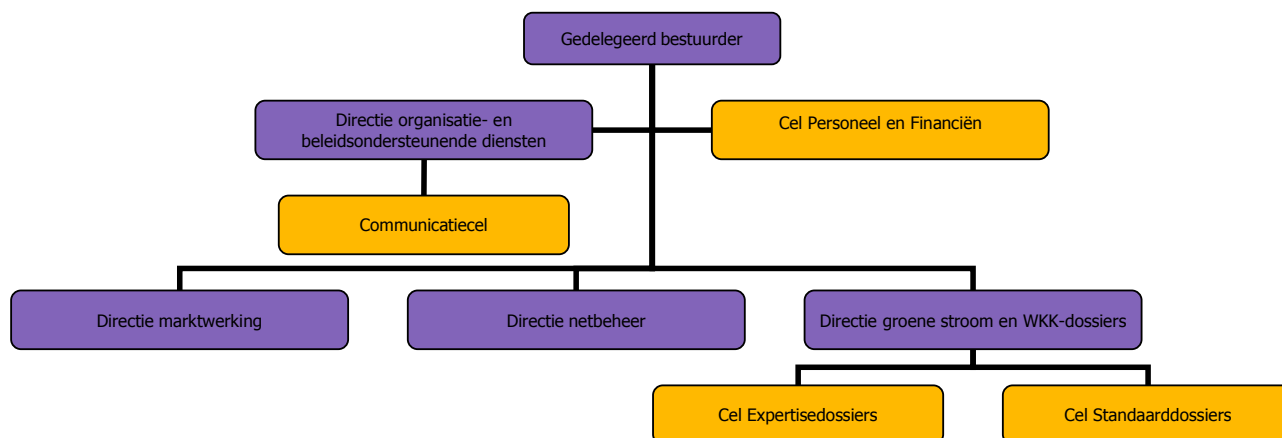 Gedelegeerd bestuurder
Directie organisatie- en
beleidsondersteunende diensten
Cel Personeel en Financiën
Communicatiecel
Directie marktwerking
Directie netbeheer
Directie groene stroom en WKK-dossiers
Cel Expertisedossiers
Cel Standaarddossiers